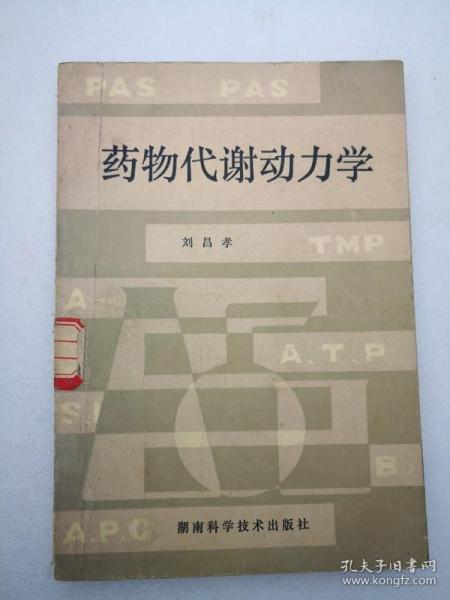 PAS PAS
药物代谢动力学
刘昌孝
TMP
A.T.P
B12
A.P.C
湖南科学技术出版社
孔夫子旧书网
www.kongfz.com